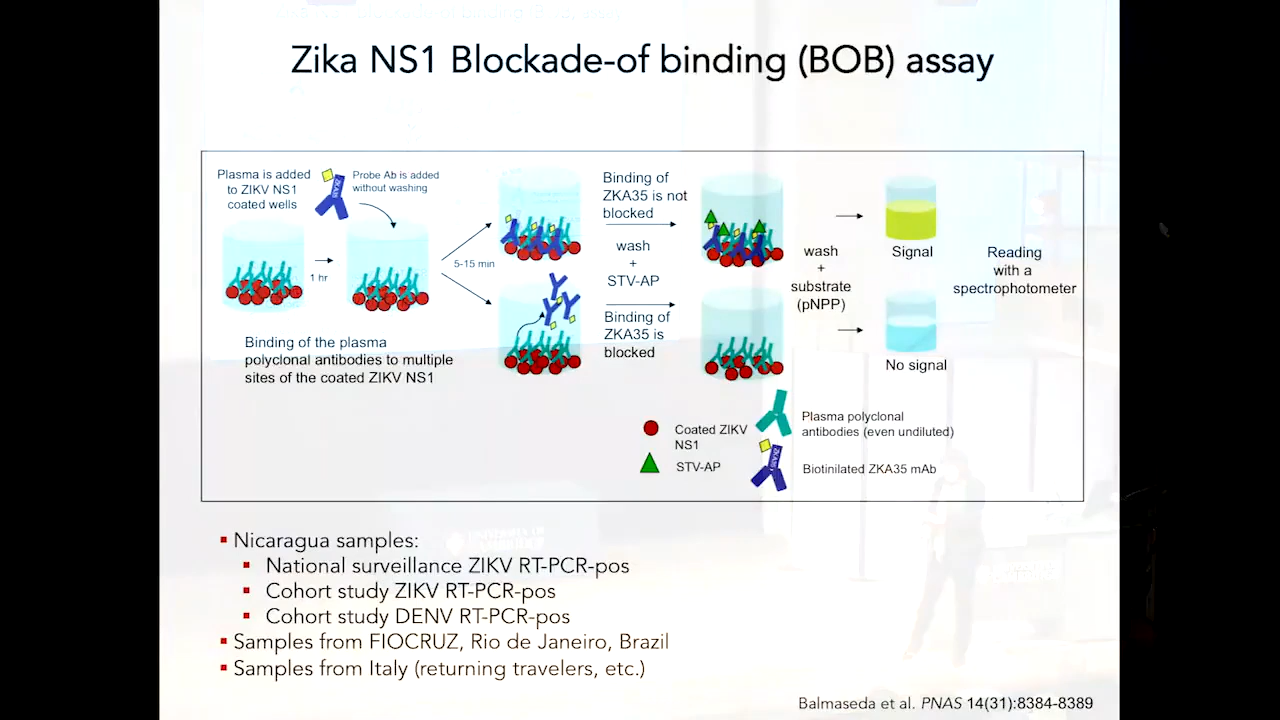 Zika NS1 Blockade-of binding (BOB) assay
Plasma is added
to ZIKV NS1
coated wells
Probe Ab is added
without washing
ZKA35
1 hr
5-15 min
Binding of the plasma
polyclonal antibodies to multiple
sites of the coated ZIKV NS1
Binding of
ZKA35 is not
blocked
wash
+
STV-AP
Binding of
ZKA35 is
blocked
wash
+
substrate
(pNPP)
Signal
No signal
Reading
with a
spectrophotometer
Coated ZIKV
NS1
STV-AP
Plasma polyclonal
antibodies (even undiluted)
ZKA35
Biotinilated ZKA35 mAb
▪ Nicaragua samples:
▪ National surveillance ZIKV RT-PCR-pos
▪ Cohort study ZIKV RT-PCR-pos
▪ Cohort study DENV RT-PCR-pos
▪ Samples from FIOCRUZ, Rio de Janeiro, Brazil
▪ Samples from Italy (returning travelers, etc.)
Balmaseda et al. PNAS 14(31):8384-8389